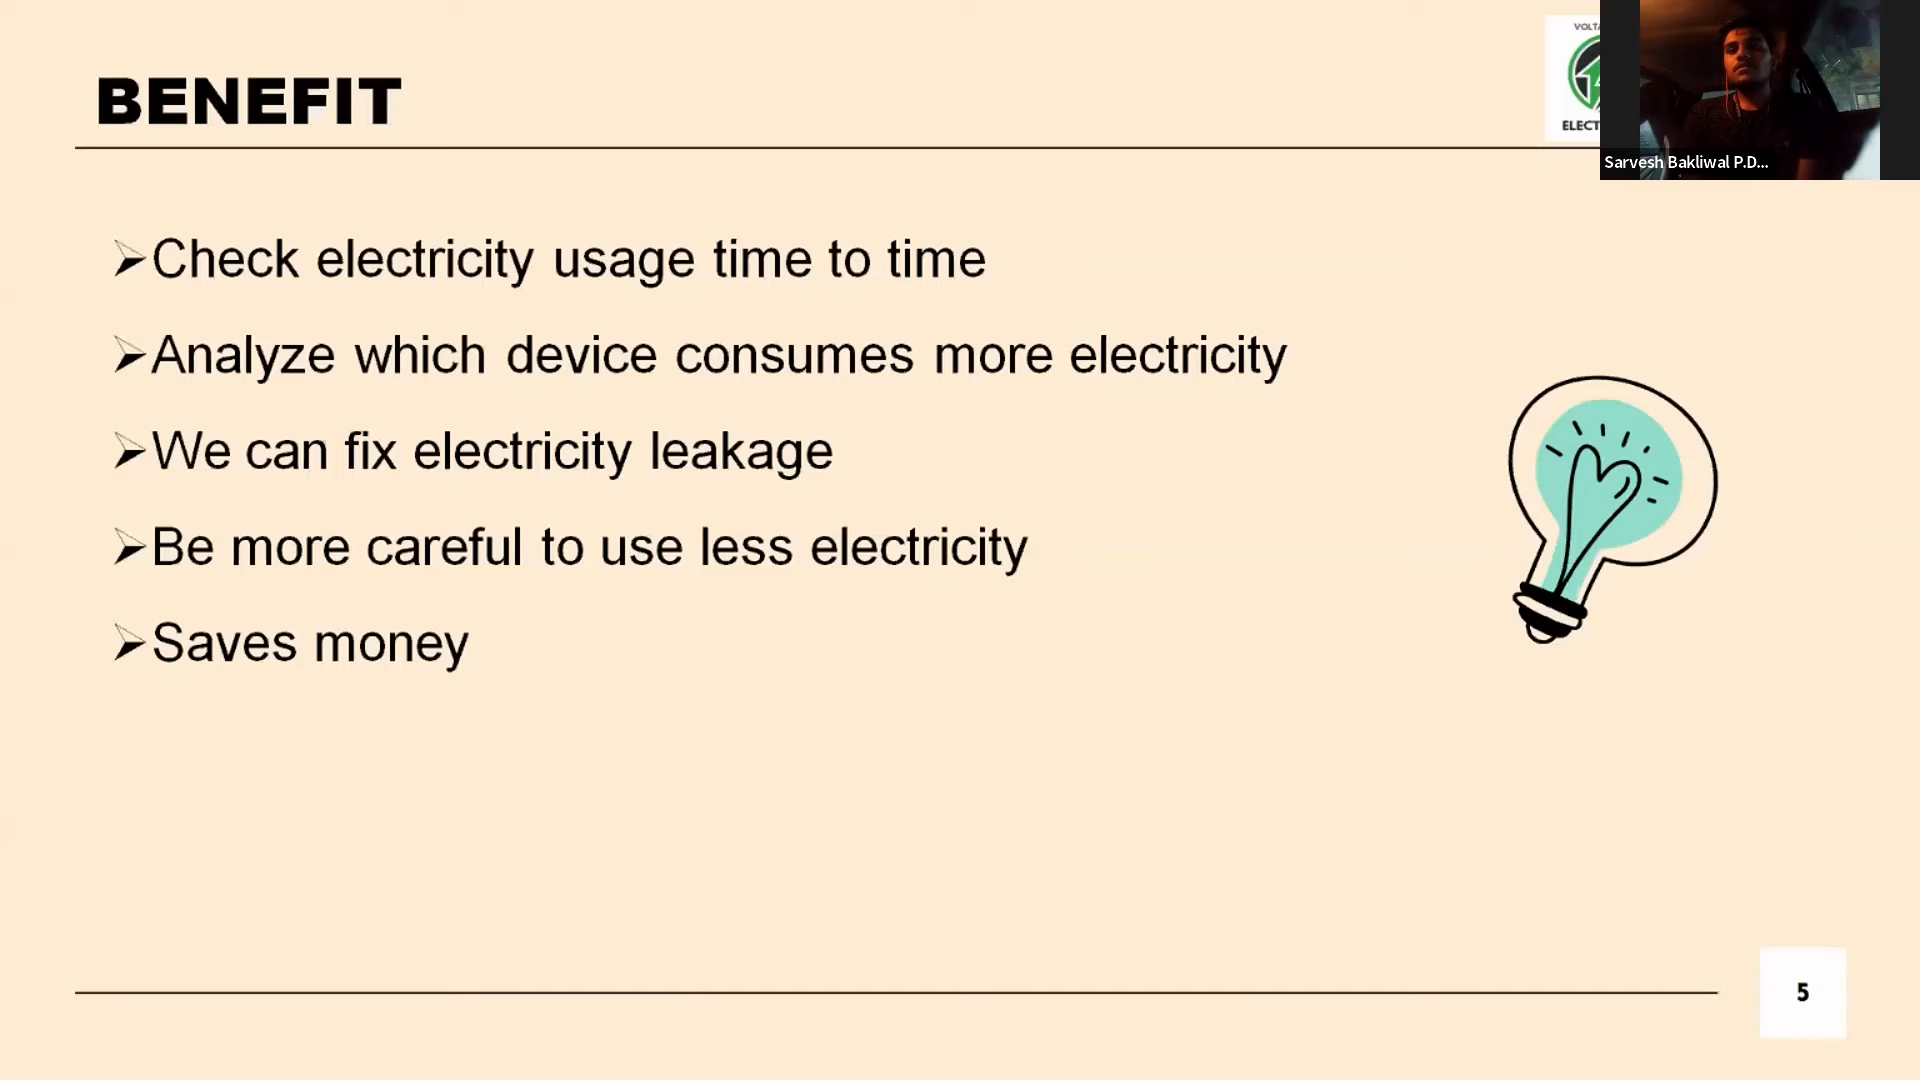 BENEFIT
Sarvesh Bakliwal P.D...
➢Check electricity usage time to time
➢Analyze which device consumes more electricity
➢We can fix electricity leakage
➢Be more careful to use less electricity
➢Saves money
5